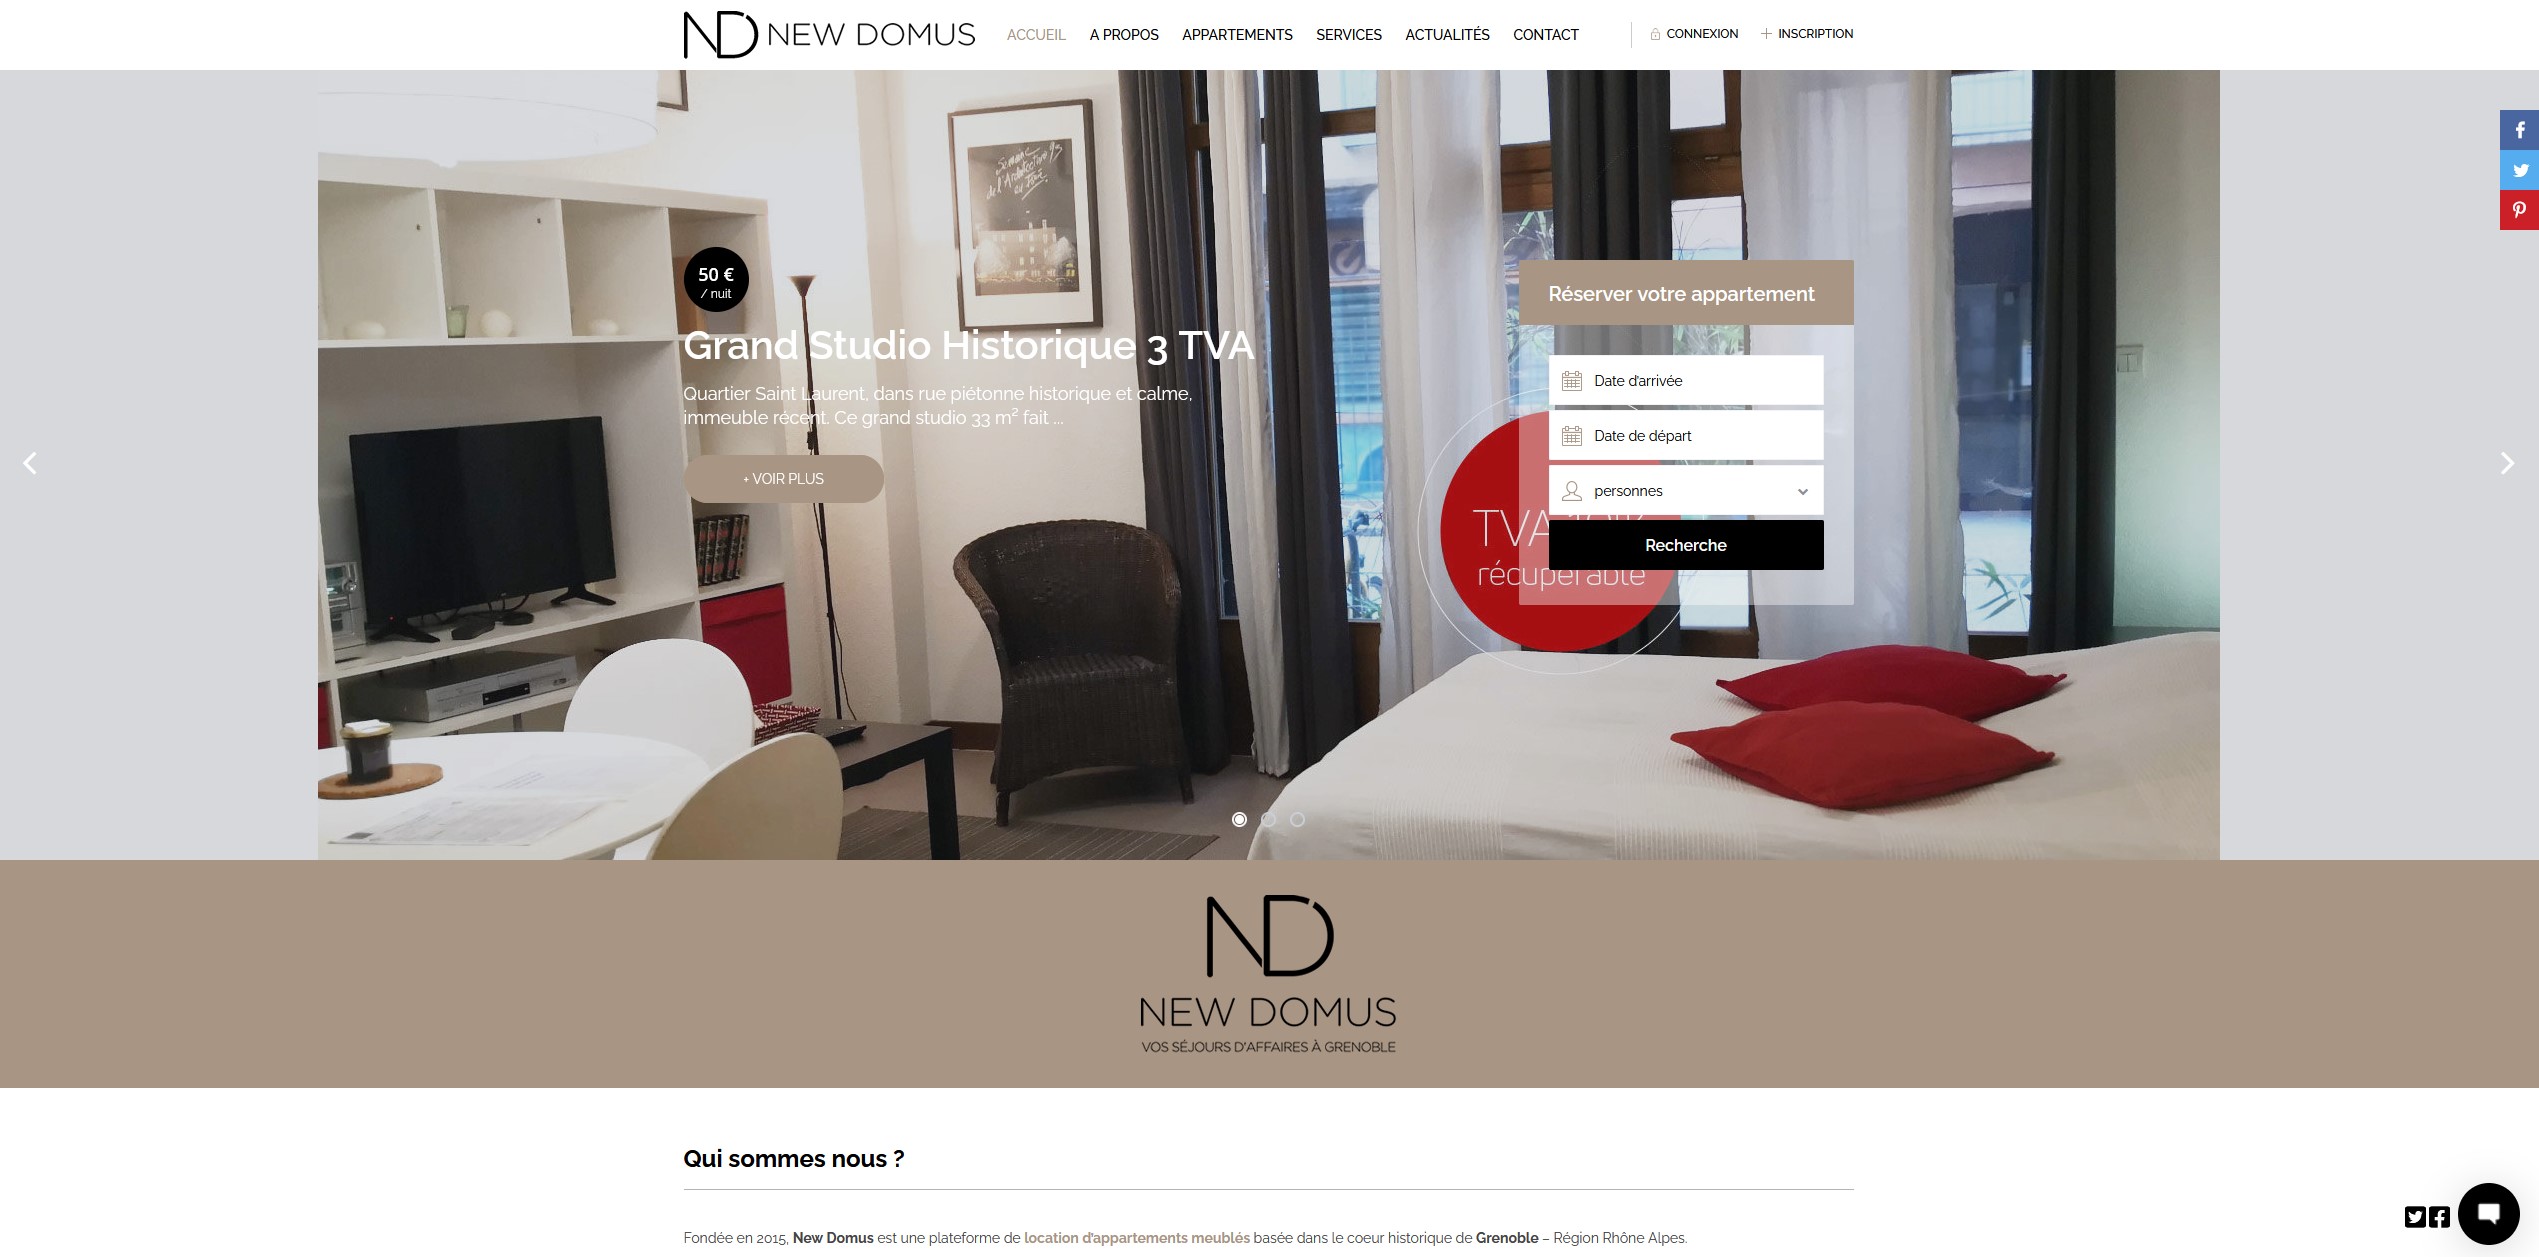 ND NEW DOMUS
ACCUEIL A PROPOS APPARTEMENTS SERVICES ACTUALITÉS CONTACT
CONNEXION INSCRIPTION
Semaine
de l'Architecture 93
50 €
/ nuit
Grand Studio Historique 3 TVA
Quartier Saint Laurent, dans rue piétonne historique et calme,
immeuble récent. Ce grand studio 33 m² fait ...
+ VOIR PLUS
Réserver votre appartement
Date d'arrivée
Date de départ
personnes
Recherche
TVA
récupérable
ND
NEW DOMUS
VOS SÉJOURS D'AFFAIRES À GRENOBLE
Qui sommes nous ?
Fondée en 2015, New Domus est une plateforme de location d'appartements meublés basée dans le coeur historique de Grenoble – Région Rhône Alpes.